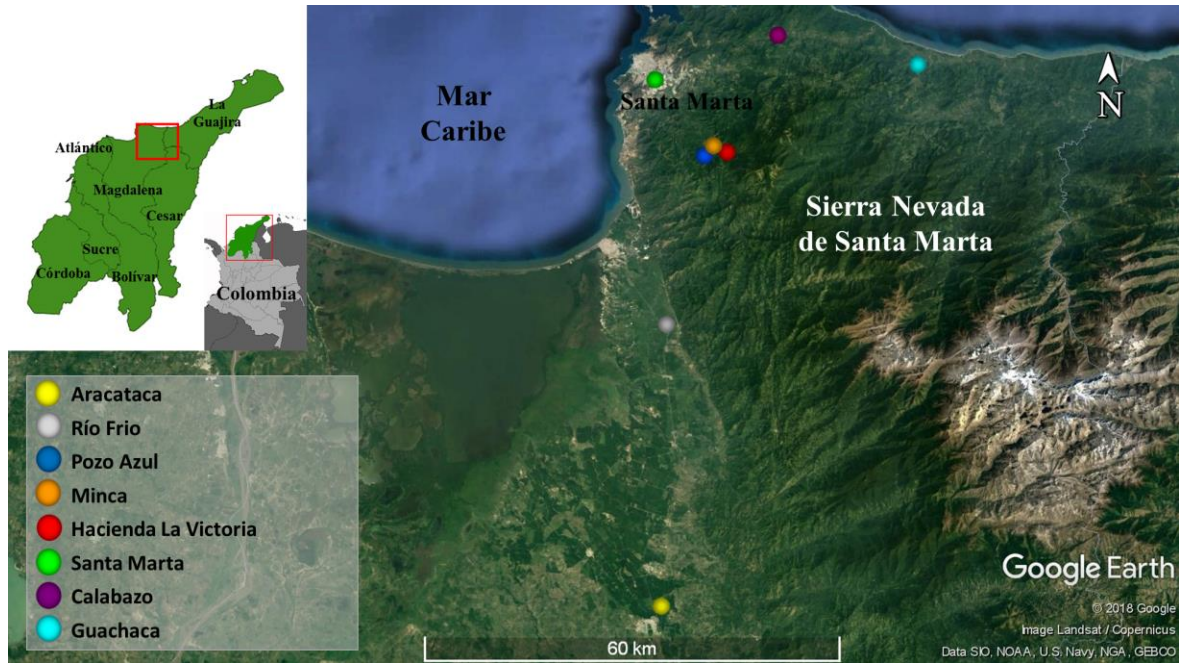 La
Guajira
Atlántico
Magdalena
Cesar
Sucre
Córdoba
Bolívar
Colombia
Mar
Caribe
Santa Marta
N
Sierra Nevada
de Santa Marta
Aracataca
Río Frio
Pozo Azul
Minca
Hacienda La Victoria
Santa Marta
Calabazo
Guachaca
60 km
Google Earth
© 2018 Google
Image Landsat / Copernicus
Data SIO, NOAA, U.S. Navy, NGA, GEBCO